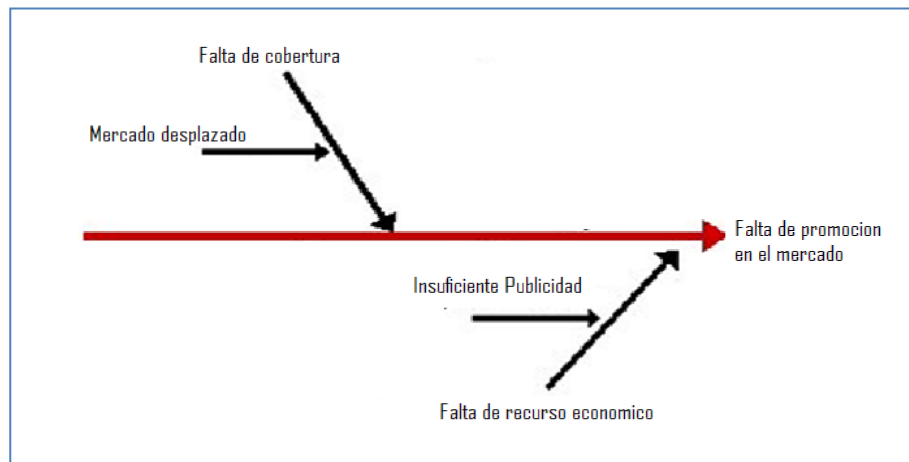 Falta de cobertura
Mercado desplazado
Falta de promocion
en el mercado
Insuficiente Publicidad
Falta de recurso economico